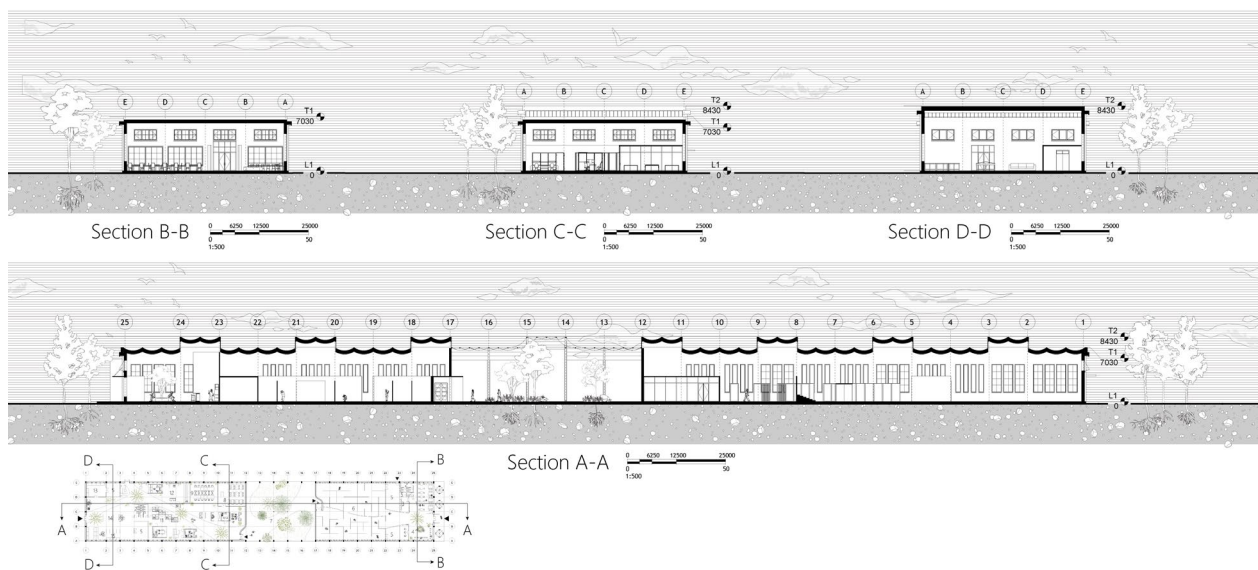 E D C B A
T1
7030
L1
0
Section B-B
0 6250 12500 25000
0 50
1:500
A B C D E
T2
8430
T1
7030
L1
0
Section C-C
0 6250 12500 25000
0 50
1:500
A B C D E
T2
8430
L1
0
Section D-D
0 6250 12500 25000
0 50
1:500
25 24 23 22 21 20 19 18 17 16 15 14 13 12 11 10 9 8 7 6 5 4 3 2 1
T2
8430
T1
7030
L1
0
Section A-A
0 6250 12500 25000
0 50
1:500
D C B
A A
D C B